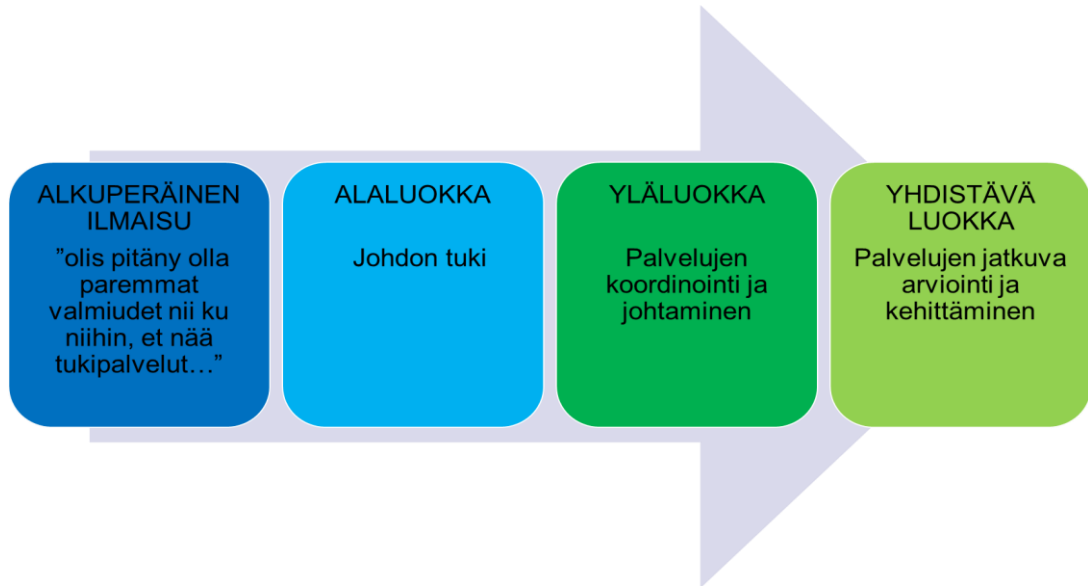 ALKUPERÄINEN
ILMAISU
”olis pitäny olla
paremmat
valmiudet nii ku
niihin, et nää
tukipalvelut…”
ALALUOKKA
Johdon tuki
YLÄLUOKKA
Palvelujen
koordinointi ja
johtaminen
YHDISTÄVÄ
LUOKKA
Palvelujen jatkuva
arviointi ja
kehittäminen